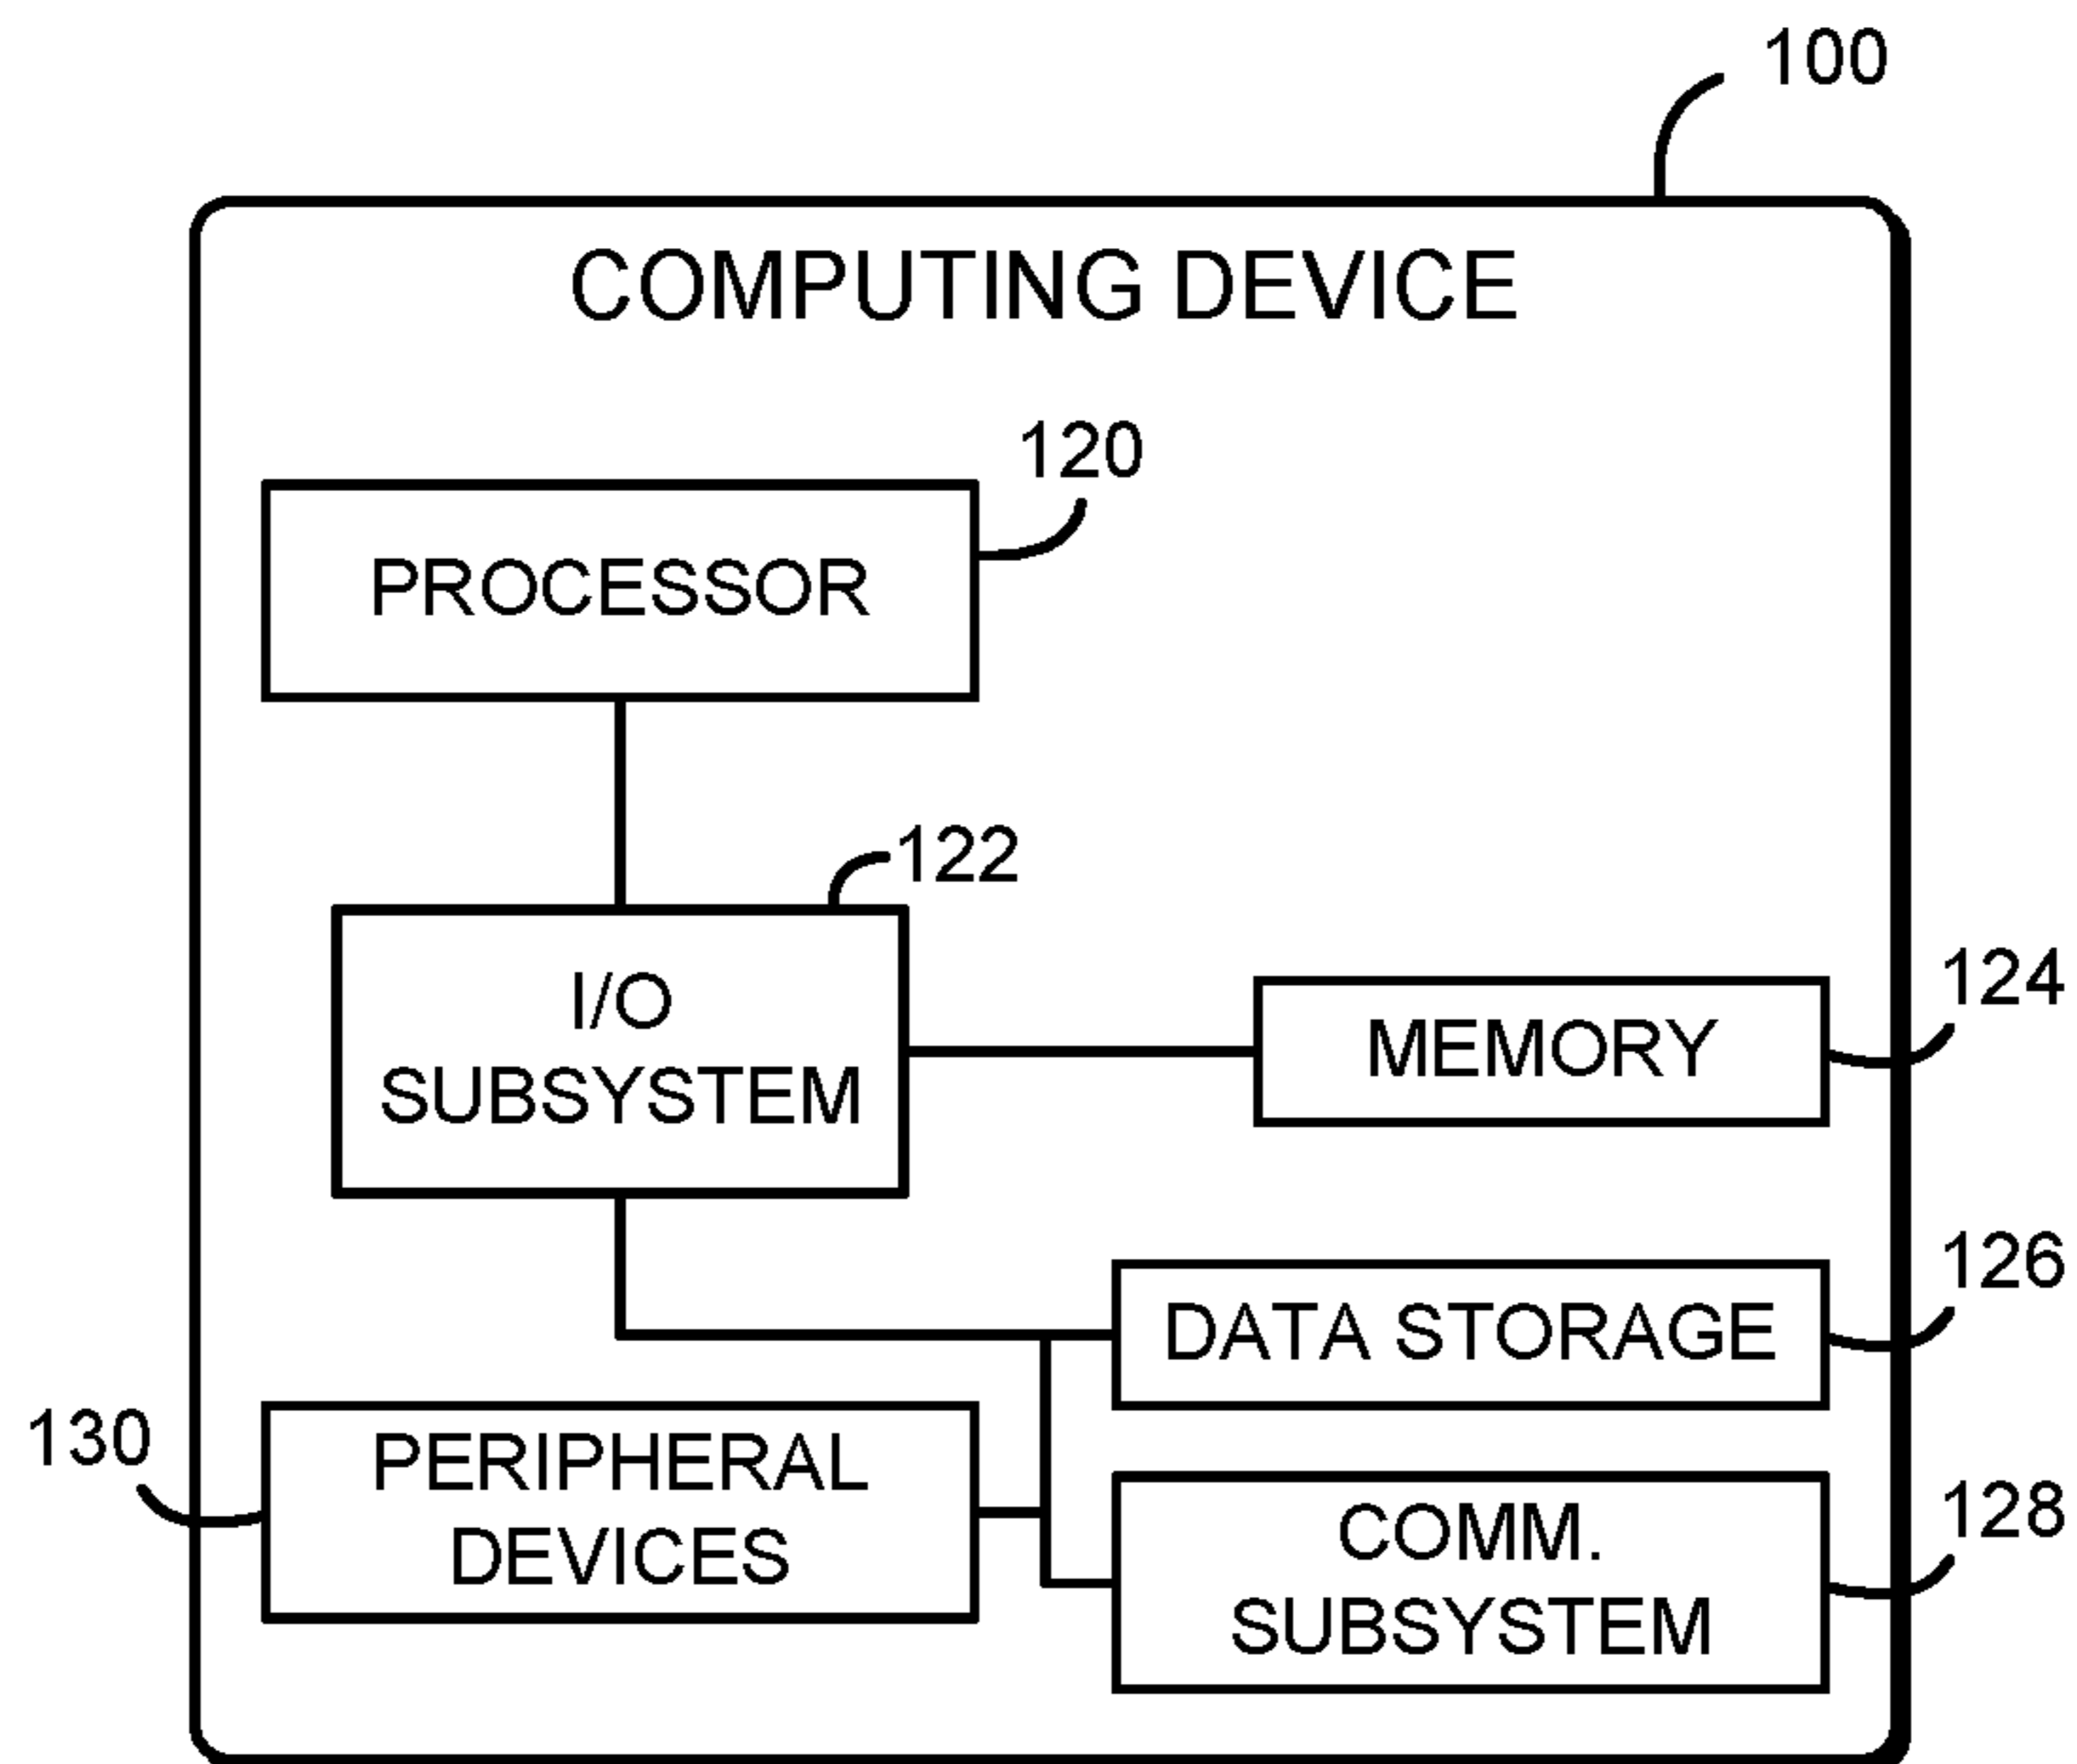 100
COMPUTING DEVICE
120
PROCESSOR
122
I/O
SUBSYSTEM
124
MEMORY
126
DATA STORAGE
130
PERIPHERAL
DEVICES
128
COMM.
SUBSYSTEM